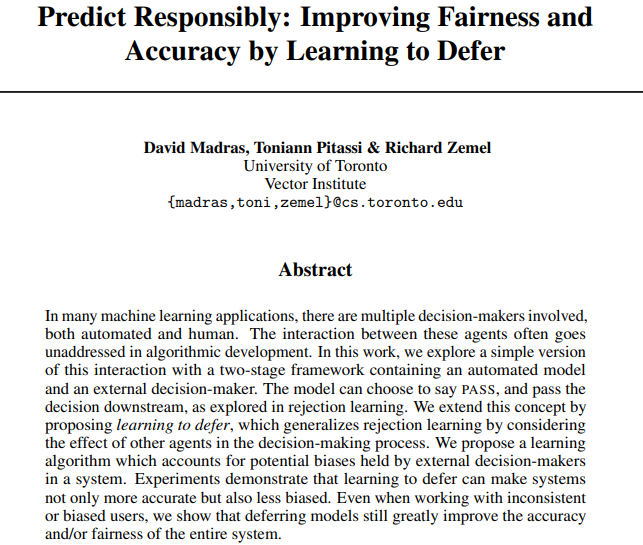 Predict Responsibly: Improving Fairness and
Accuracy by Learning to Defer
David Madras, Toniann Pitassi & Richard Zemel
University of Toronto
Vector Institute
{madras,toni,zemel}@cs.toronto.edu
Abstract
In many machine learning applications, there are multiple decision-makers involved,
both automated and human. The interaction between these agents often goes
unaddressed in algorithmic development. In this work, we explore a simple version
of this interaction with a two-stage framework containing an automated model
and an external decision-maker. The model can choose to say PASS, and pass the
decision downstream, as explored in rejection learning. We extend this concept by
proposing learning to defer, which generalizes rejection learning by considering
the effect of other agents in the decision-making process. We propose a learning
algorithm which accounts for potential biases held by external decision-makers
in a system. Experiments demonstrate that learning to defer can make systems
not only more accurate but also less biased. Even when working with inconsistent
or biased users, we show that deferring models still greatly improve the accuracy
and/or fairness of the entire system.